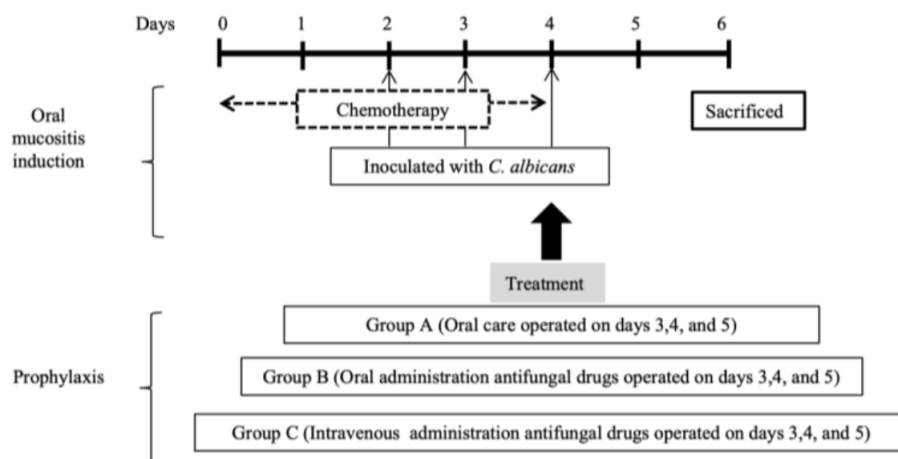 Days 0 1 2 3 4 5 6
Oral
mucositis
induction
Chemotherapy
Sacrificed
Inoculated with C. albicans
Treatment
Prophylaxis
Group A (Oral care operated on days 3,4, and 5)
Group B (Oral administration antifungal drugs operated on days 3,4, and 5)
Group C (Intravenous administration antifungal drugs operated on days 3,4, and 5)